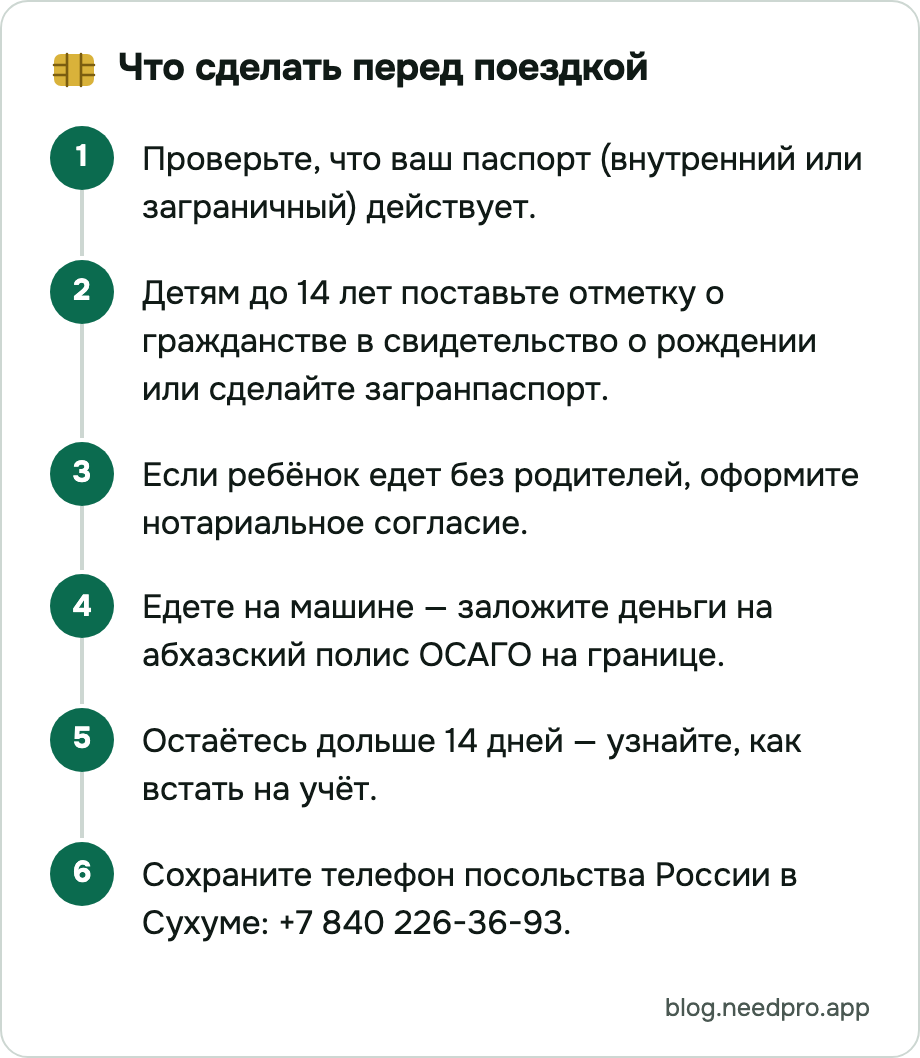 Что сделать перед поездкой
1
Проверьте, что ваш паспорт (внутренний или
заграничный) действует.
2
Детям до 14 лет поставьте отметку о
гражданстве в свидетельство о рождении
или сделайте загранпаспорт.
3
Если ребёнок едет без родителей, оформите
нотариальное согласие.
4
Едете на машине — заложите деньги на
абхазский полис ОСАГО на границе.
5
Остаётесь дольше 14 дней — узнайте, как
встать на учёт.
6
Сохраните телефон посольства России в
Сухуме: +7 840 226-36-93.
blog.needpro.app